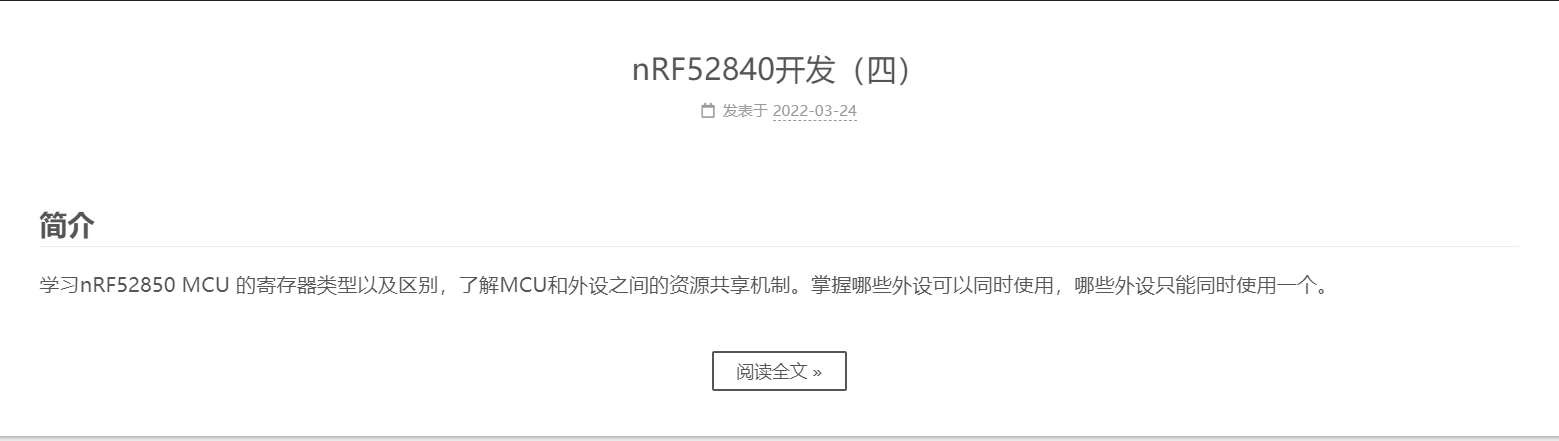 nRF52840开发（四）
发表于 2022-03-24
简介
学习nRF52850 MCU 的寄存器类型以及区别，了解MCU和外设之间的资源共享机制。掌握哪些外设可以同时使用，哪些外设只能同时使用一个。
阅读全文 »